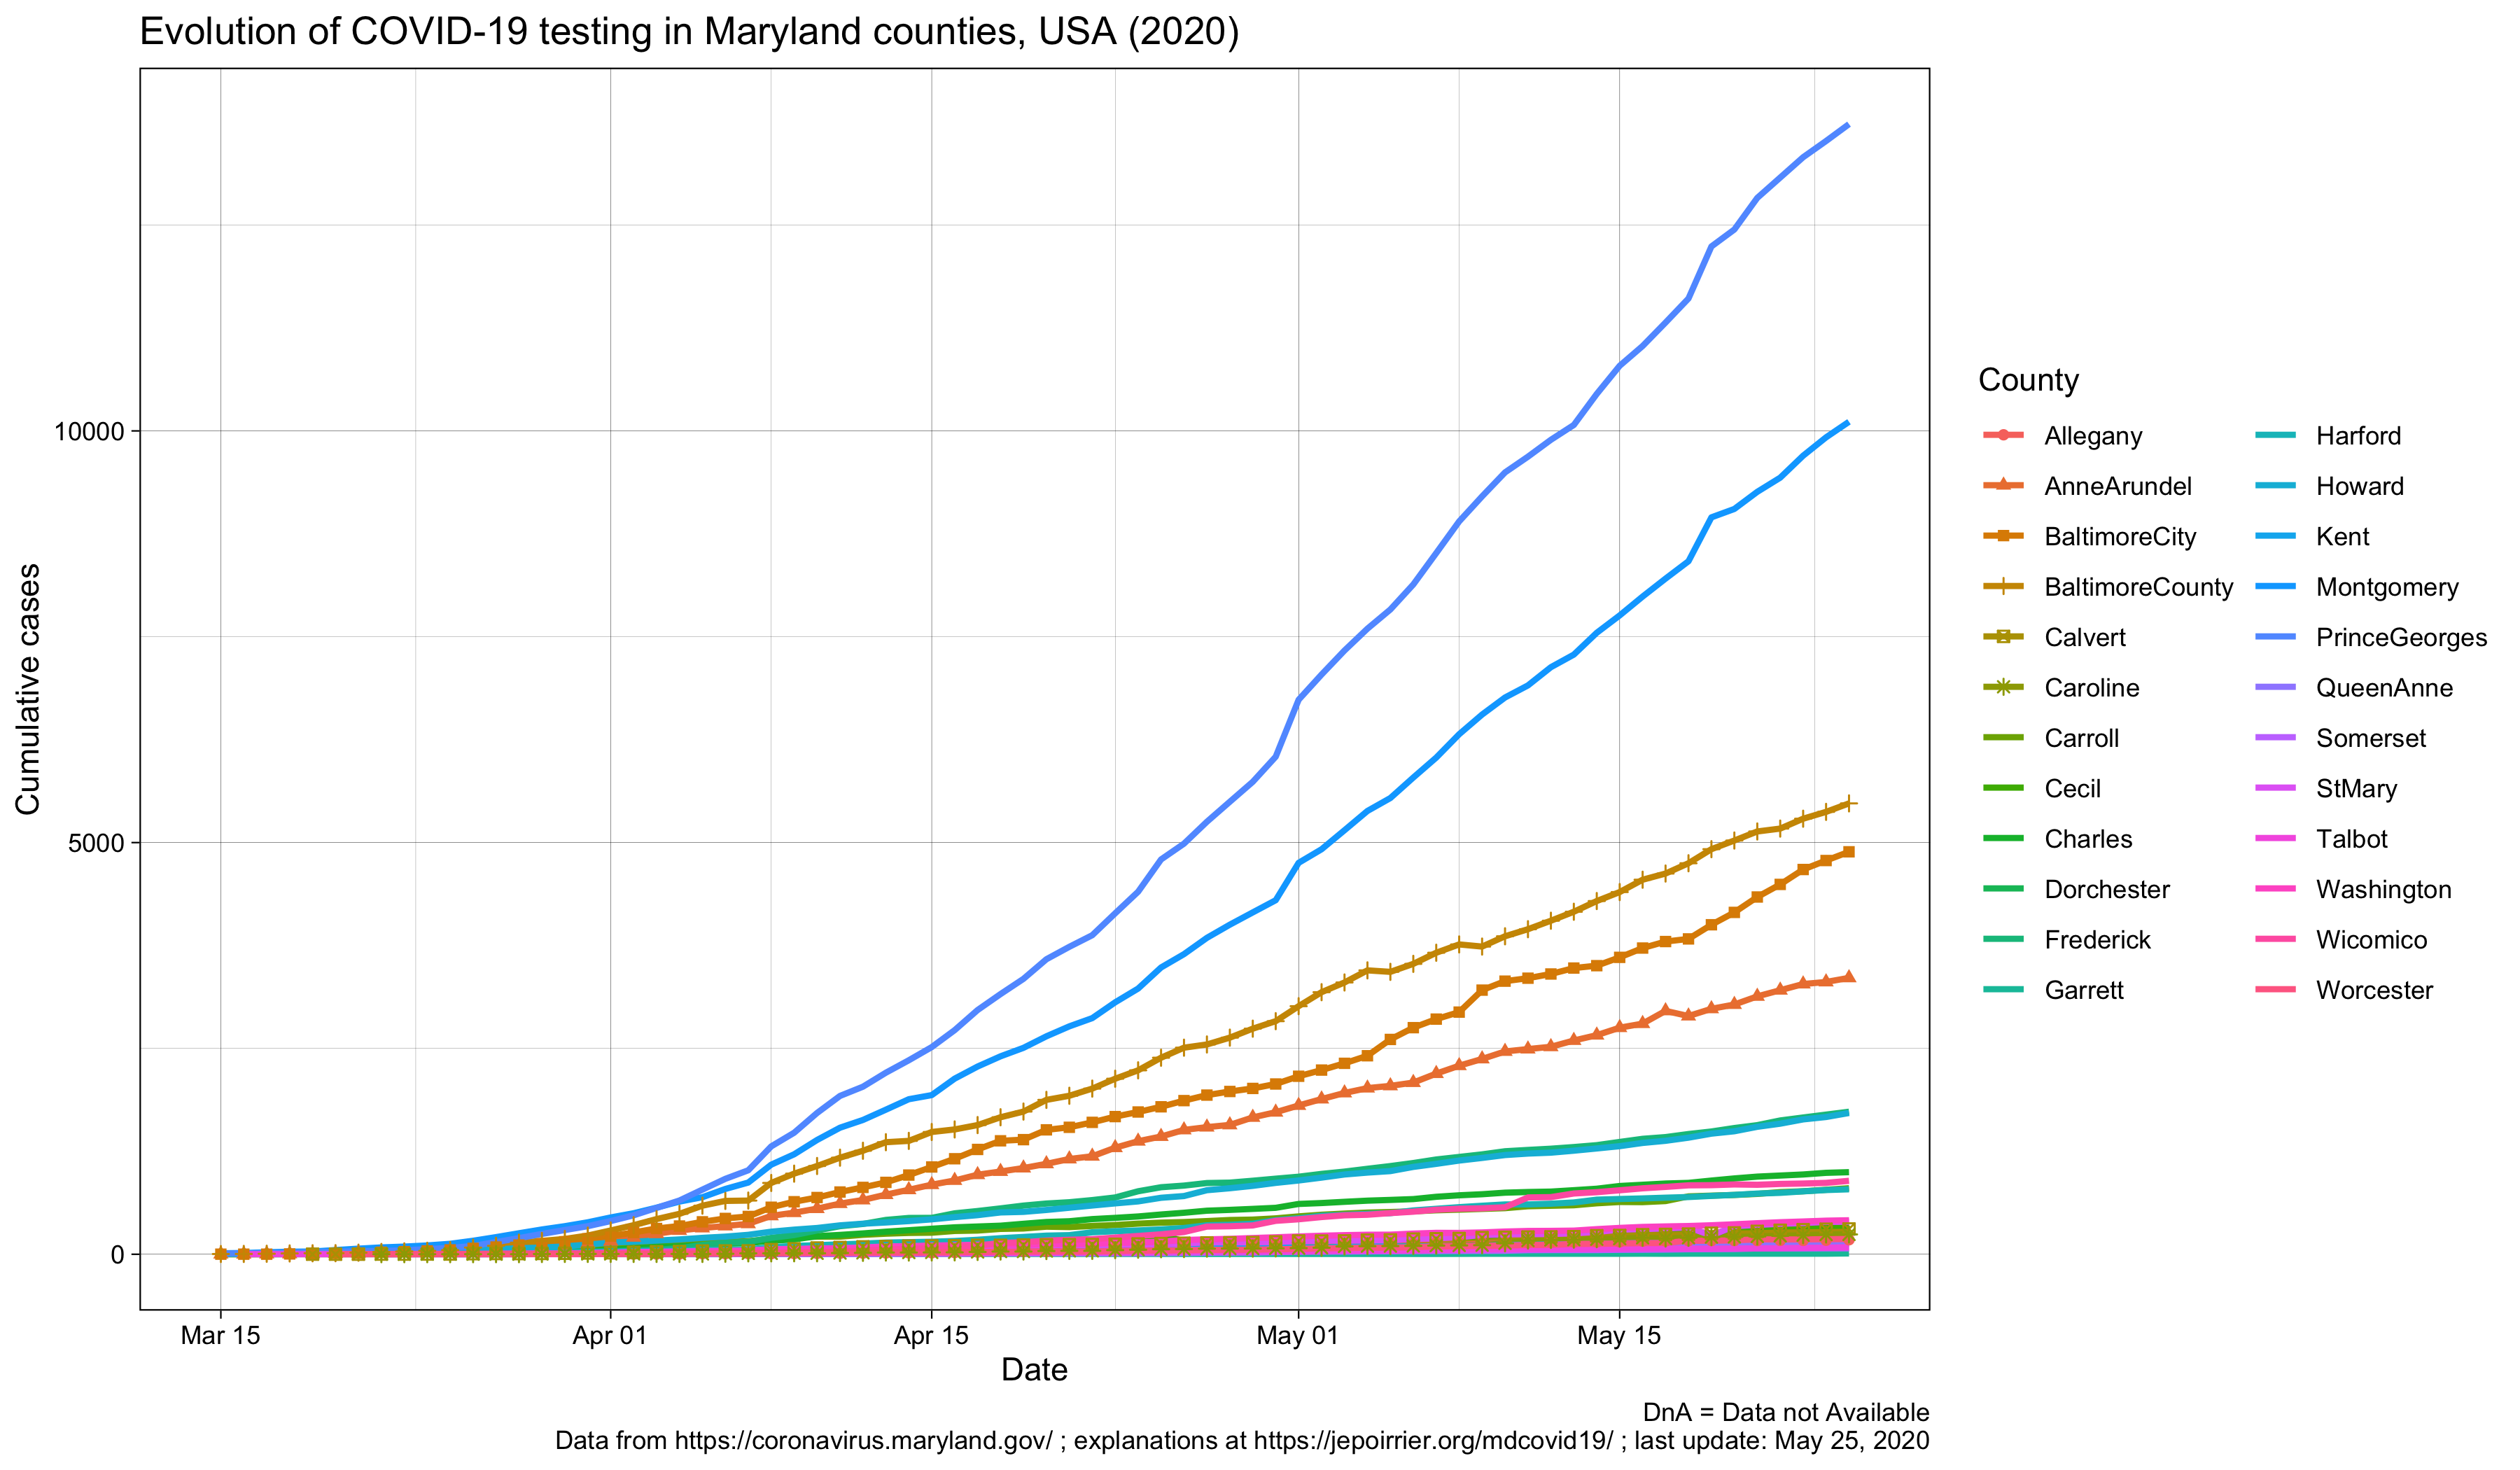 Evolution of COVID-19 testing in Maryland counties, USA (2020)
Cumulative cases
10000
5000
0
Mar 15
Apr 01
Apr 15
May 01
May 15
Date
County
Allegany
AnneArundel
BaltimoreCity
BaltimoreCounty
Calvert
Caroline
Carroll
Cecil
Charles
Dorchester
Frederick
Garrett
Harford
Howard
Kent
Montgomery
PrinceGeorges
QueenAnne
Somerset
StMary
Talbot
Washington
Wicomico
Worcester
DnA = Data not Available
Data from https://coronavirus.maryland.gov/ ; explanations at https://jepoirrier.org/mdcovid19/ ; last update: May 25, 2020